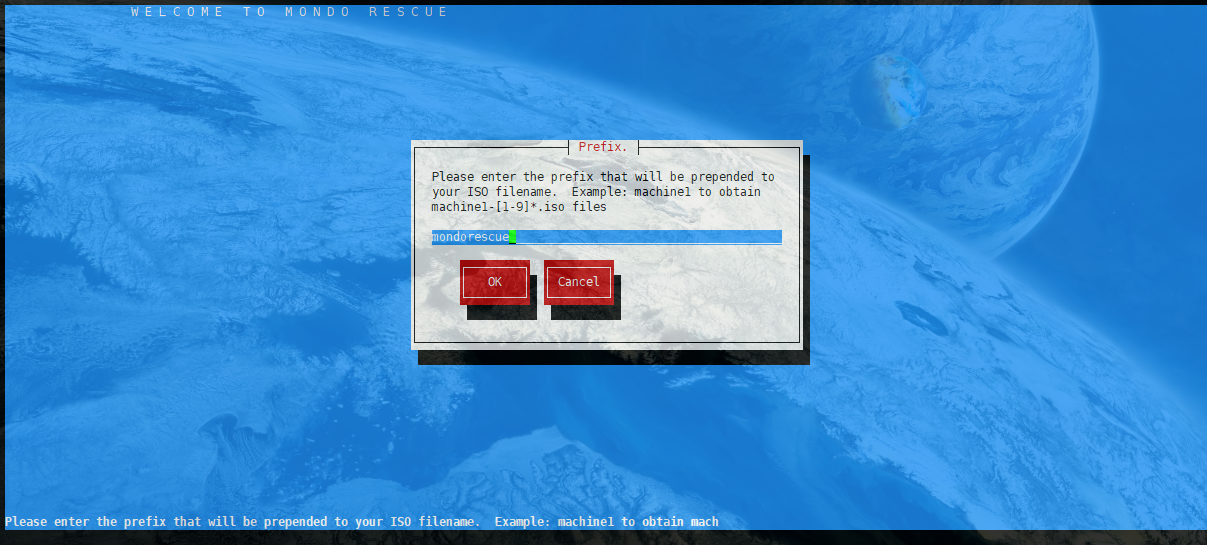 WELCOME TO MONDO RESCUE
Prefix.
Please enter the prefix that will be prepended to
your ISO filename.  Example: machine1 to obtain
machine1-[1-9]*.iso files
mondorescue
OK Cancel
Please enter the prefix that will be prepended to your ISO filename.  Example: machine1 to obtain mach